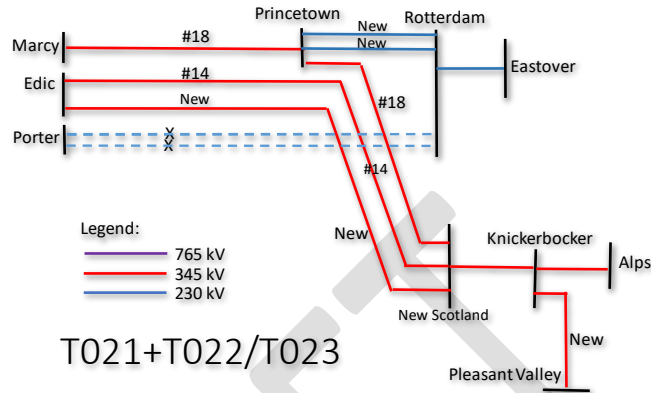 Princetown
New
Rotterdam
Marcy
#18
New
Eastover
Edic
#14
New
#18
Porter
X
X
#14
Legend:
765 kV
345 kV
230 kV
New
Knickerbocker
Alps
New Scotland
New
T021+T022/T023
Pleasant Valley